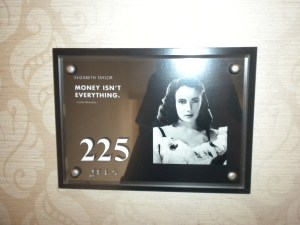 ELIZABETH TAYLOR
MONEY ISN'T
EVERYTHING.
225